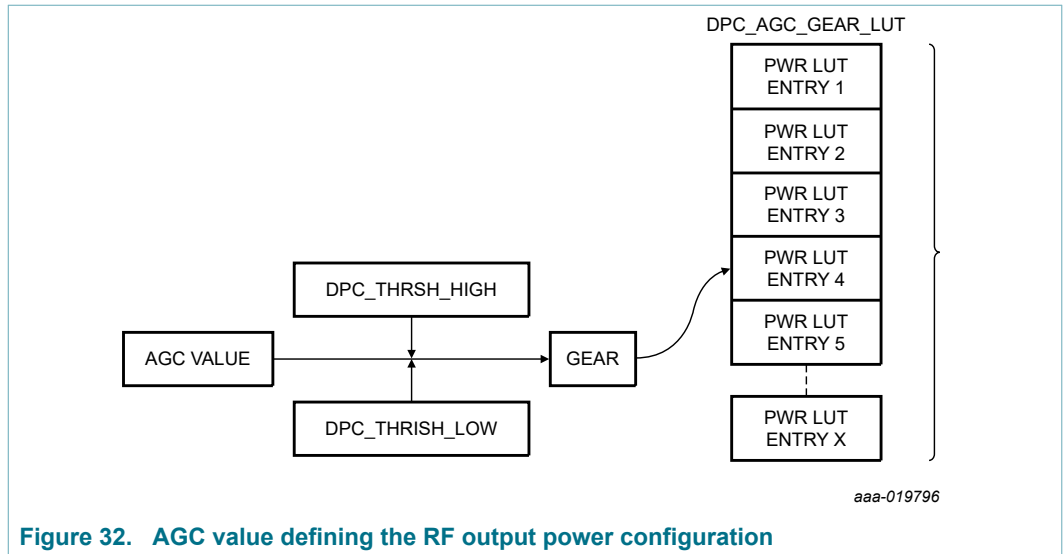 DPC_AGC_GEAR_LUT
PWR LUT
ENTRY 1
PWR LUT
ENTRY 2
PWR LUT
ENTRY 3
PWR LUT
ENTRY 4
PWR LUT
ENTRY 5
PWR LUT
ENTRY X
DPC_THRSH_HIGH
AGC VALUE
GEAR
DPC_THRISH_LOW
aaa-019796
Figure 32. AGC value defining the RF output power configuration